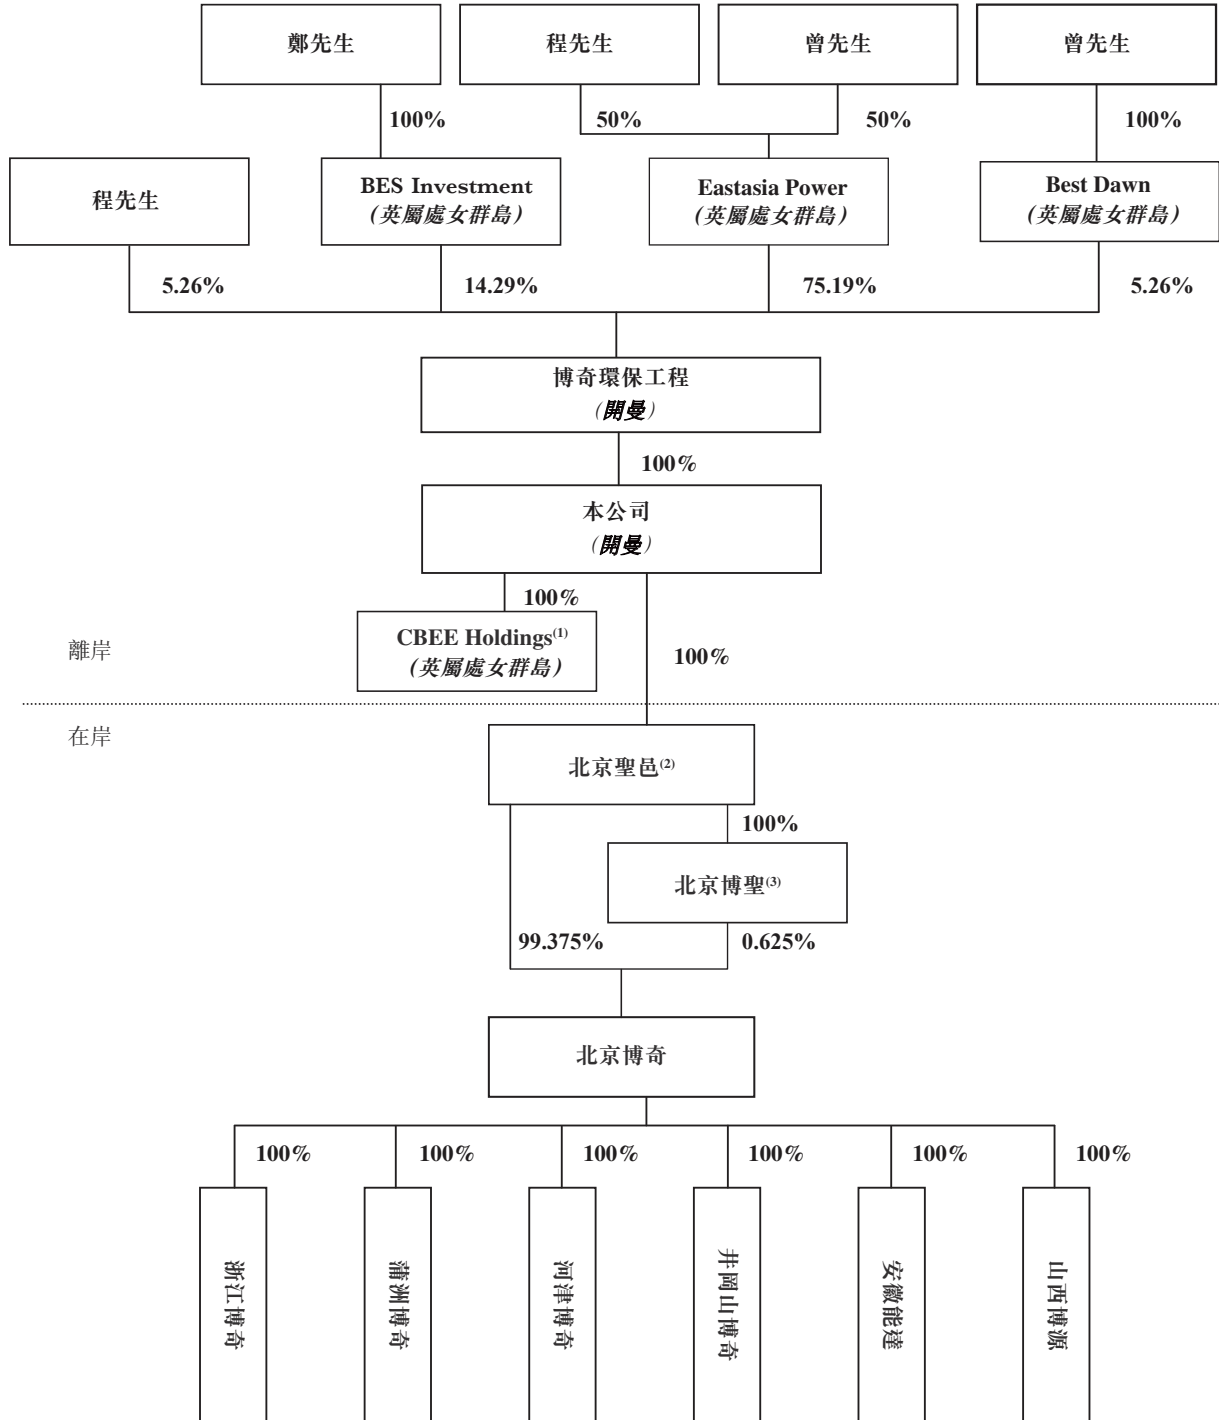 鄭先生
程先生
曾先生
曾先生
100%
50%
50%
100%
程先生
BES Investment
(英屬處女群島)
Eastasia Power
(英屬處女群島)
Best Dawn
(英屬處女群島)
5.26%
14.29%
75.19%
5.26%
博奇環保工程
(開曼)
100%
本公司
(開曼)
100%
CBEE Holdings(1)
(英屬處女群島)
100%
離岸
在岸
北京聖邑(2)
100%
北京博聖(3)
99.375%
0.625%
北京博奇
100%
100%
100%
100%
100%
100%
浙江博奇
蒲洲博奇
河津博奇
井岡山博奇
安徽能達
山西博源